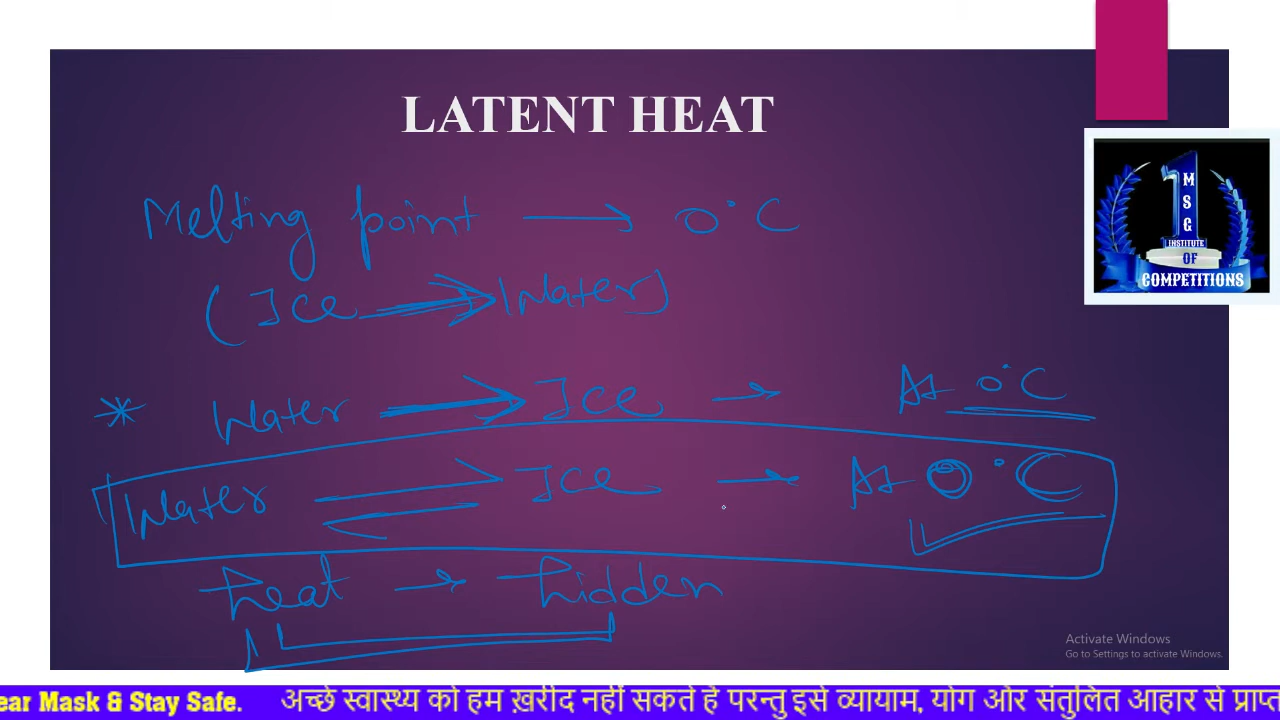 LATENT HEAT
Melting point → 0°C
(Ice → Water)
* Water → Ice → At 0°C
Water ⇌ Ice → At 0°C
heat → hidden
1
MSG
INSTITUTE
OF
COMPETITIONS
Activate Windows
Go to Settings to activate Windows.
ear Mask & Stay Safe. अच्छे स्वास्थ्य को हम ख़रीद नहीं सकते हैं परन्तु इसे व्यायाम, योग और संतुलित आहार से प्राप्त